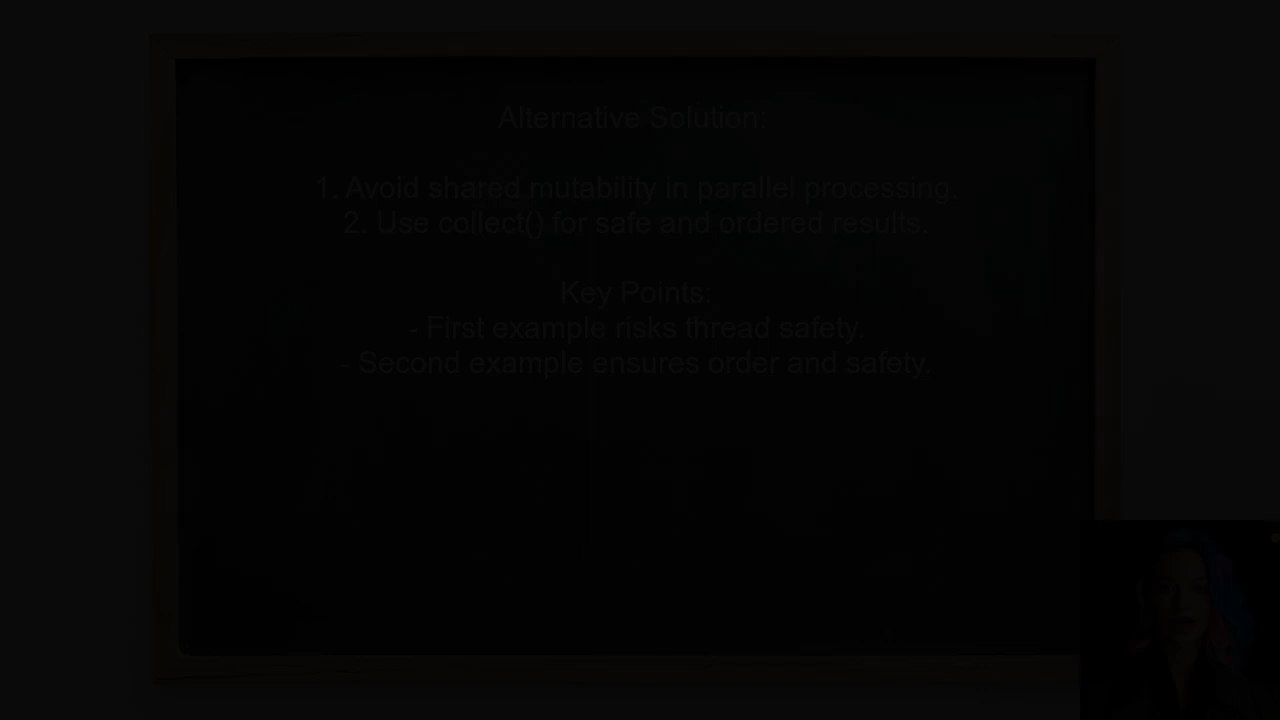 Alternative Solution:
1. Avoid shared mutability in parallel processing.
2. Use collect() for safe and ordered results.
Key Points:
- First example risks thread safety.
- Second example ensures order and safety.